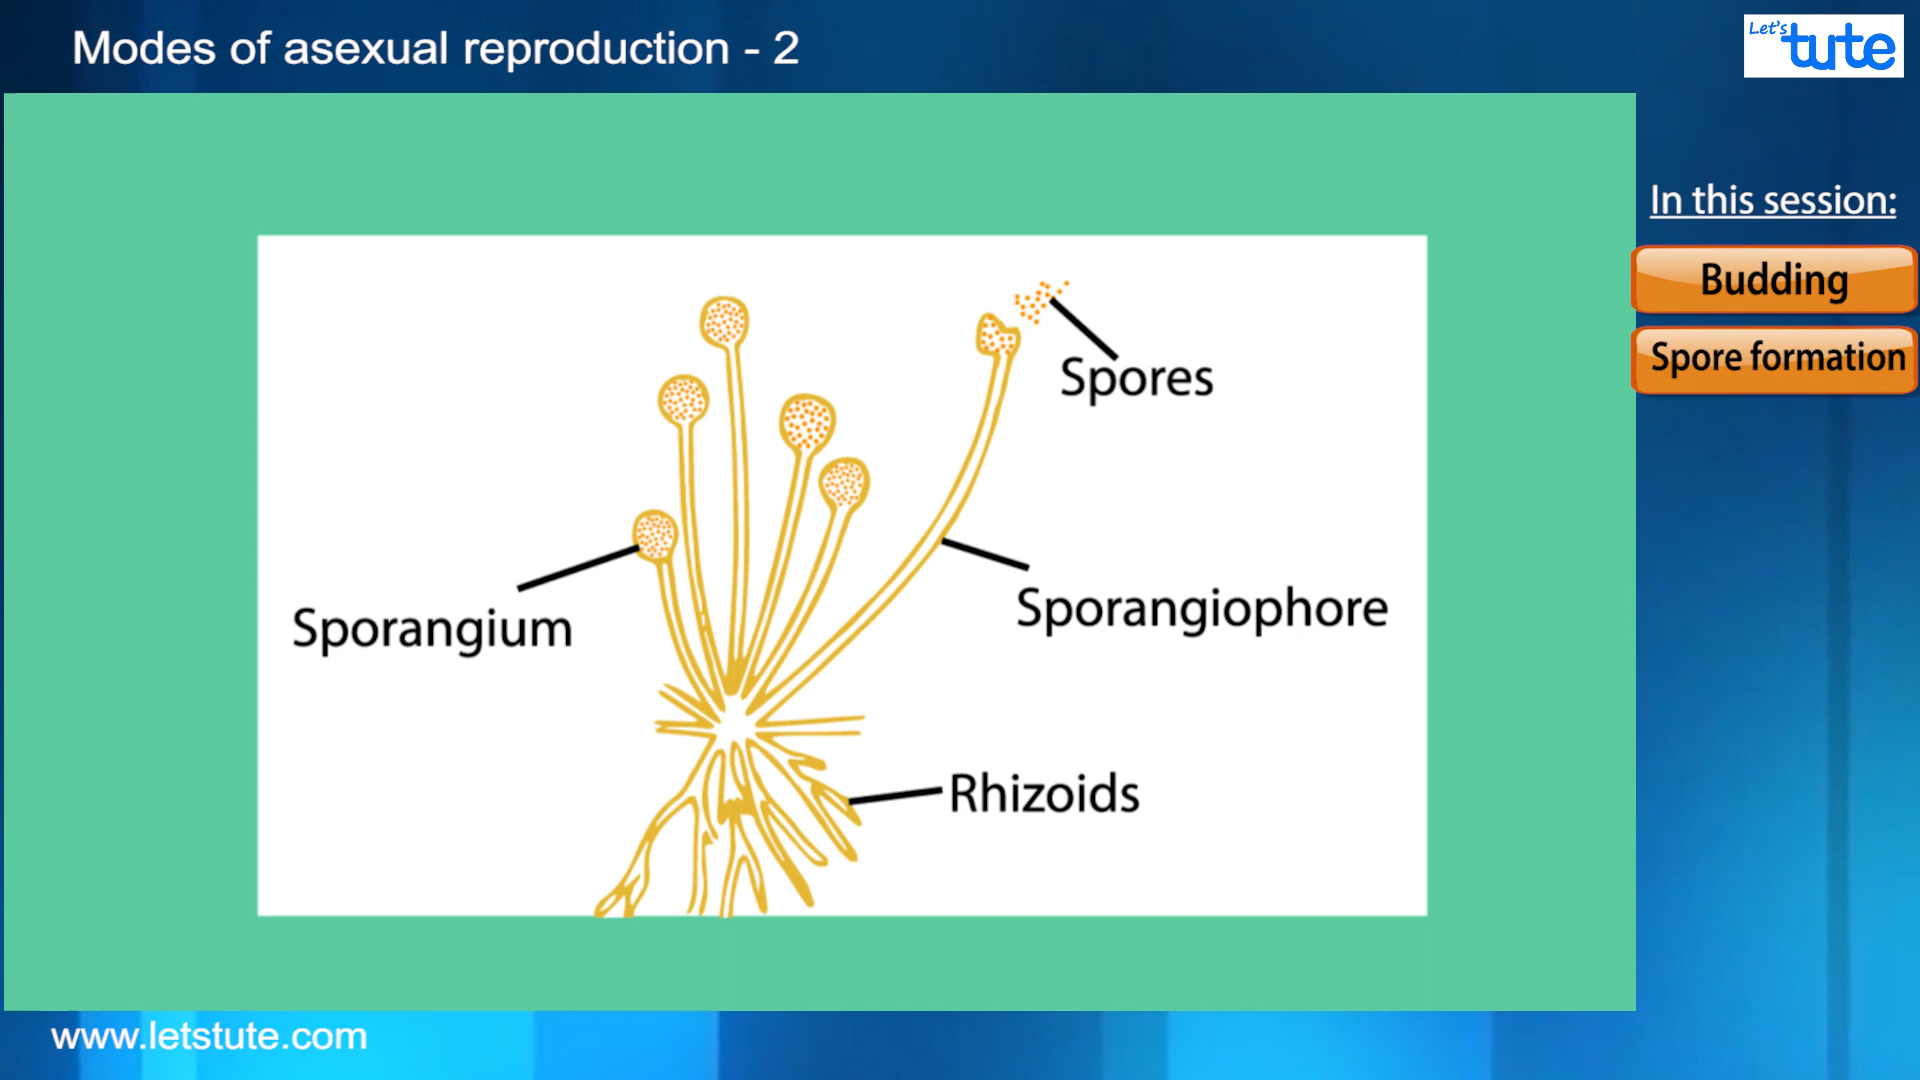 Modes of asexual reproduction - 2
Let's tute
In this session:
Budding
Spore formation
Spores
Sporangium
Sporangiophore
Rhizoids
www.letstute.com